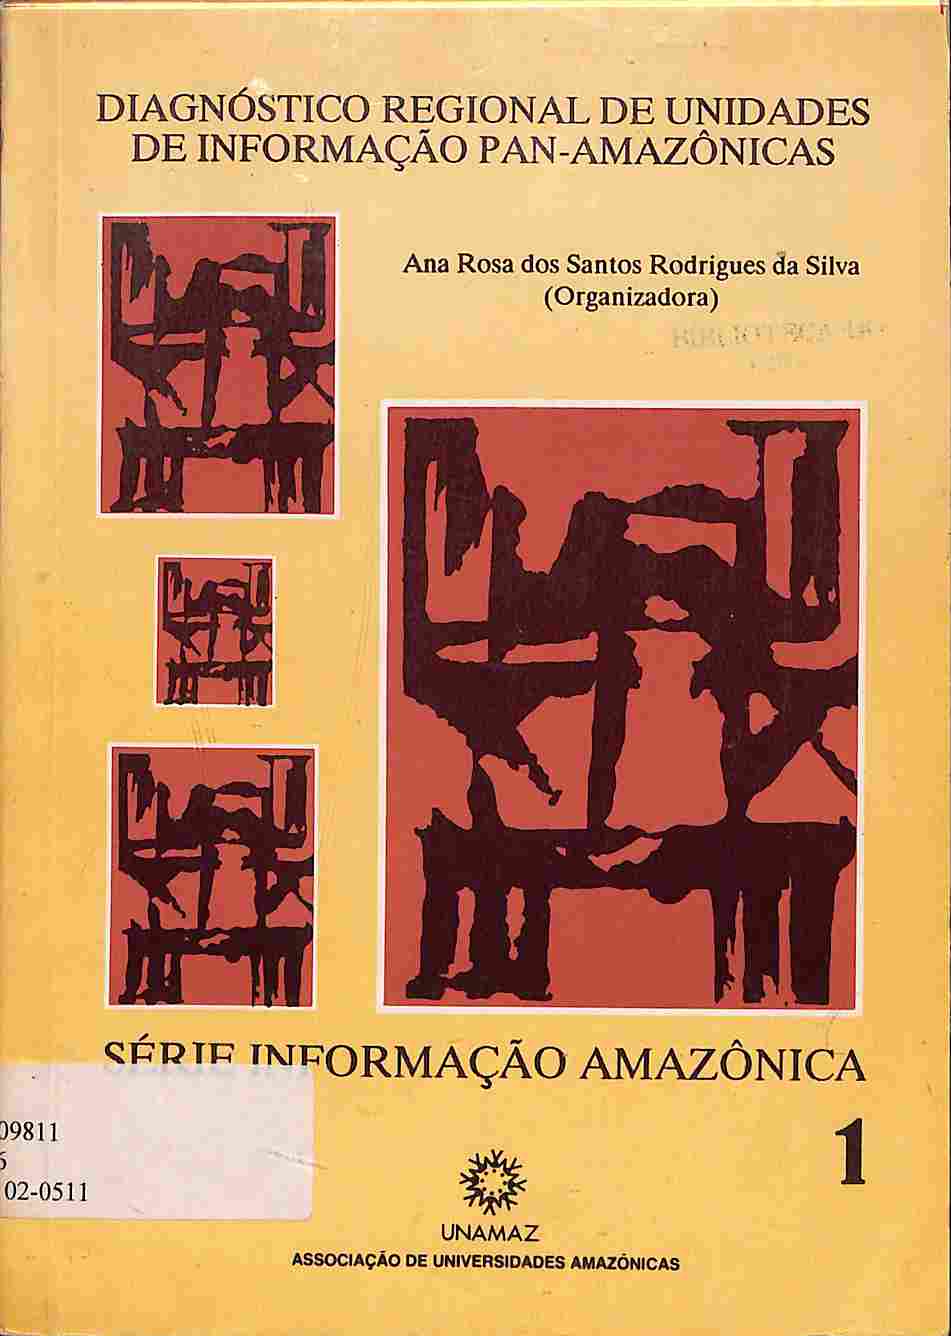 DIAGNÓSTICO REGIONAL DE UNIDADES
DE INFORMAÇÃO PAN-AMAZÔNICAS
Ana Rosa dos Santos Rodrigues da Silva
(Organizadora)
SÉRIE INFORMAÇÃO AMAZÔNICA
1
09811
02-0511
UNAMAZ
ASSOCIAÇÃO DE UNIVERSIDADES AMAZÔNICAS